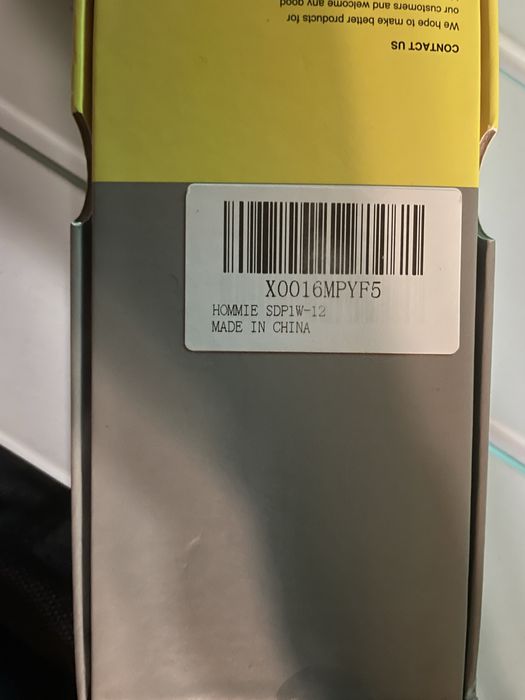 CONTACT US
We hope to make better products for
our customers and welcome any good
X0016MPYF5
HOMMIE SDP1W-12
MADE IN CHINA